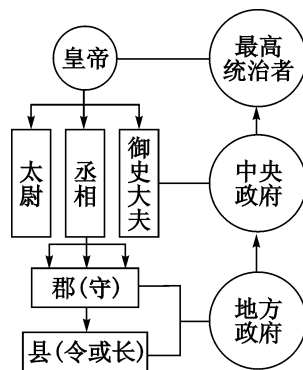 皇帝
最高
统治者
太尉
丞相
御史大夫
中央
政府
郡(守)
县(令或长)
地方
政府